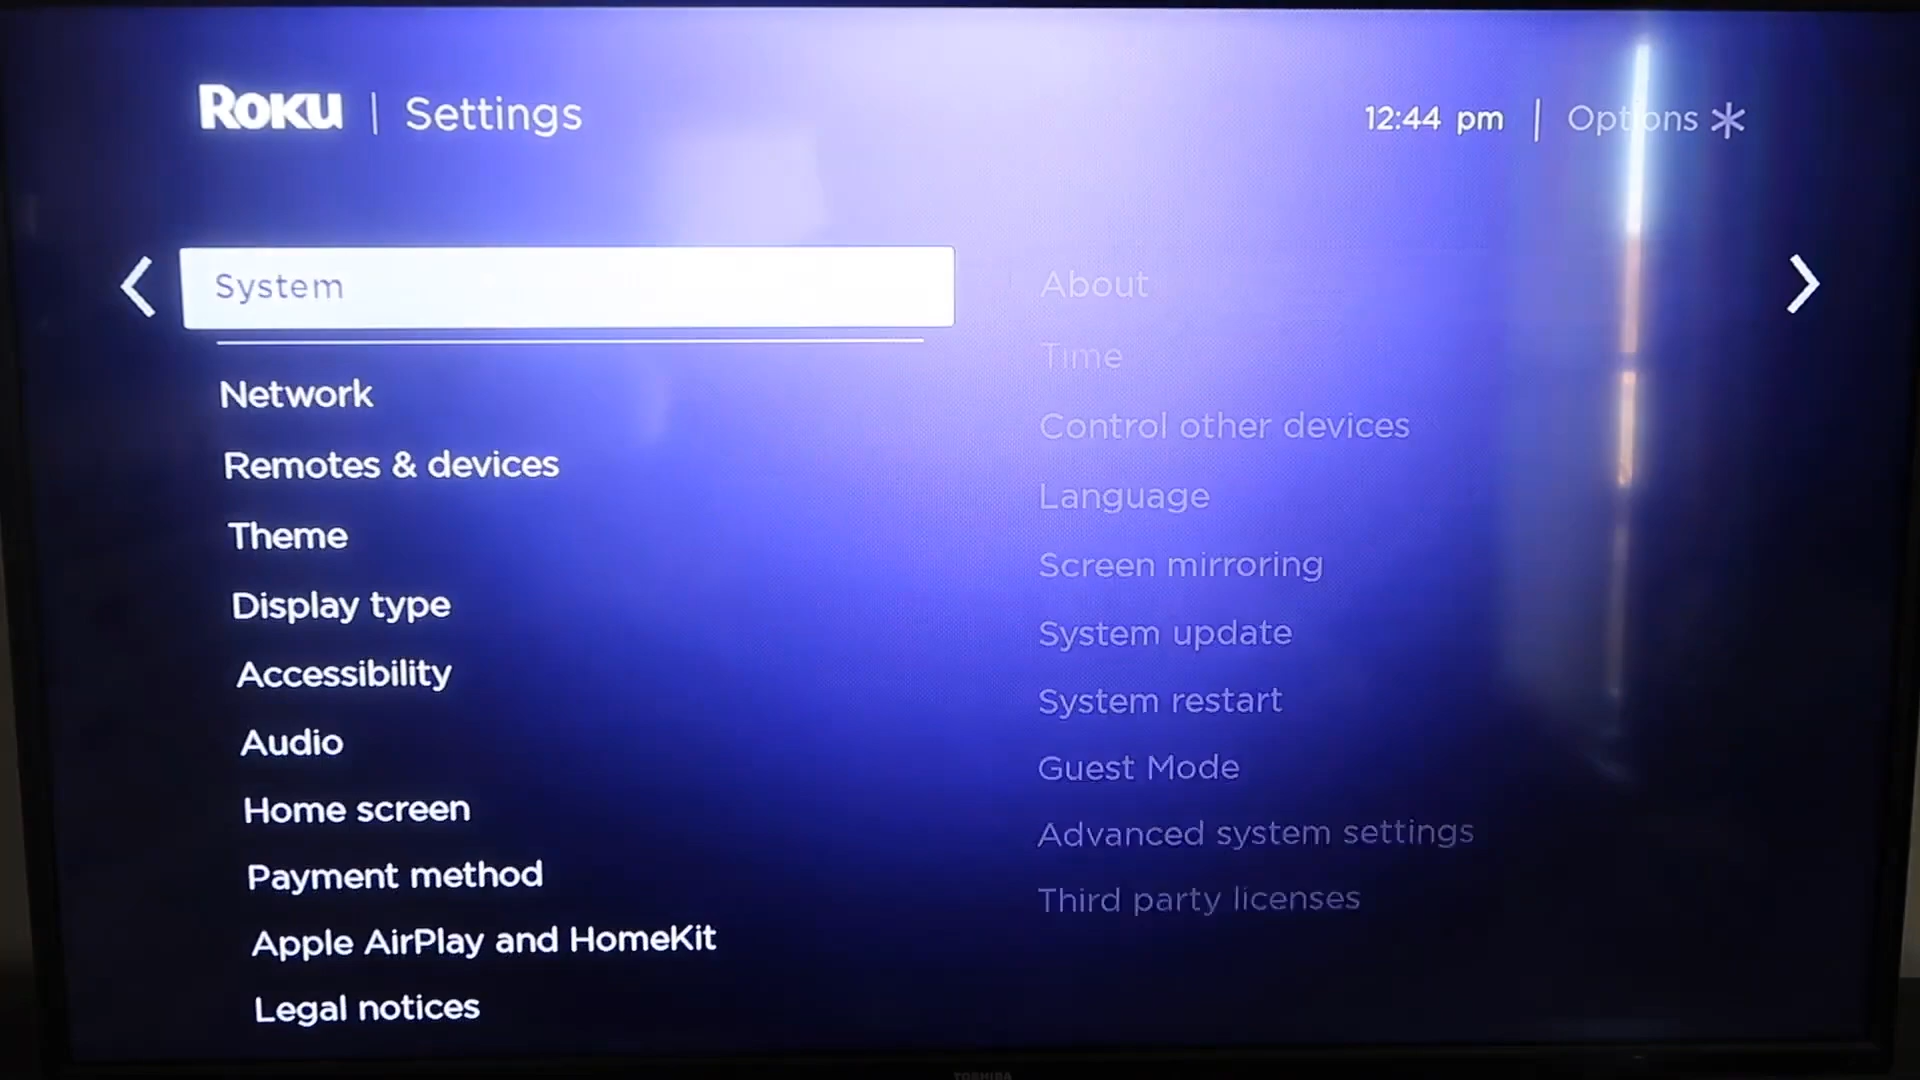 Roku | Settings
12:44 pm | Options *
System
Network
Remotes & devices
Theme
Display type
Accessibility
Audio
Home screen
Payment method
Apple AirPlay and HomeKit
Legal notices
About
Time
Control other devices
Language
Screen mirroring
System update
System restart
Guest Mode
Advanced system settings
Third party licenses
TOSHIBA